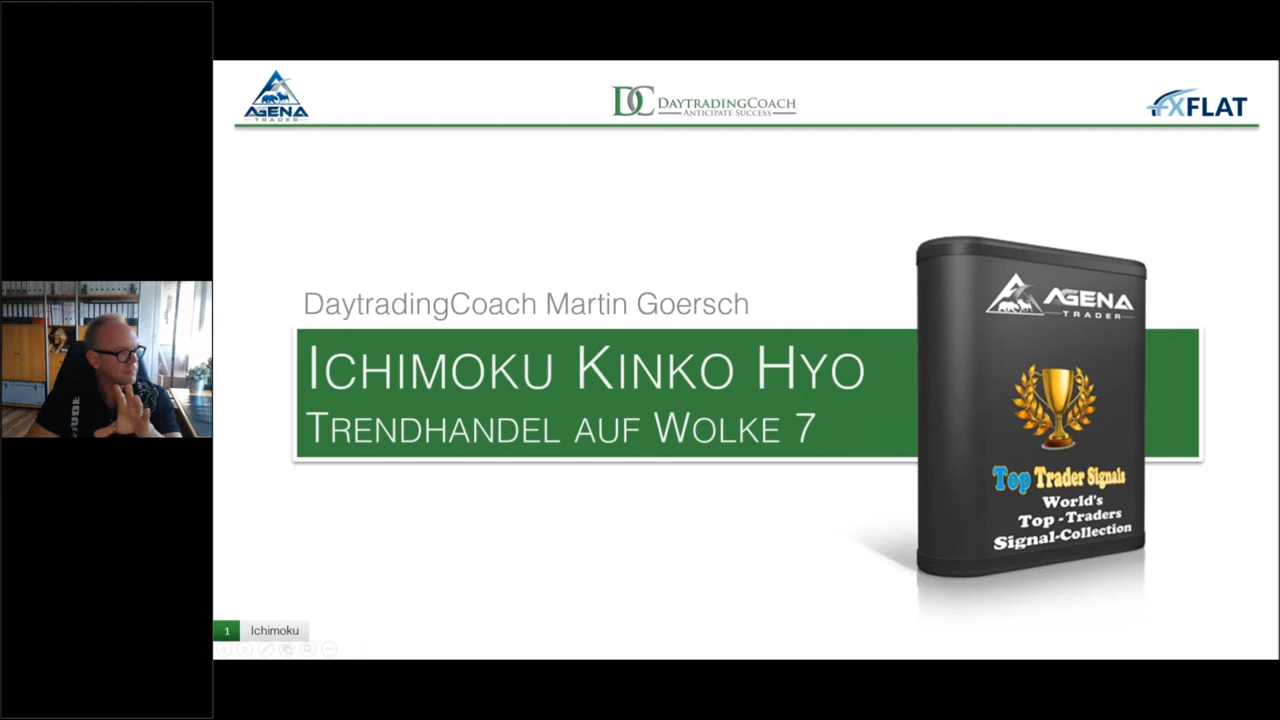 AGENA
TRADER
DC DAYTRADINGCOACH
ANTICIPATE SUCCESS
FXFLAT
DaytradingCoach Martin Goersch
ICHIMOKU KINKO HYO
TRENDHANDEL AUF WOLKE 7
AGENA
TRADER
Top Trader Signals
World's
Top - Traders
Signal-Collection
1 Ichimoku